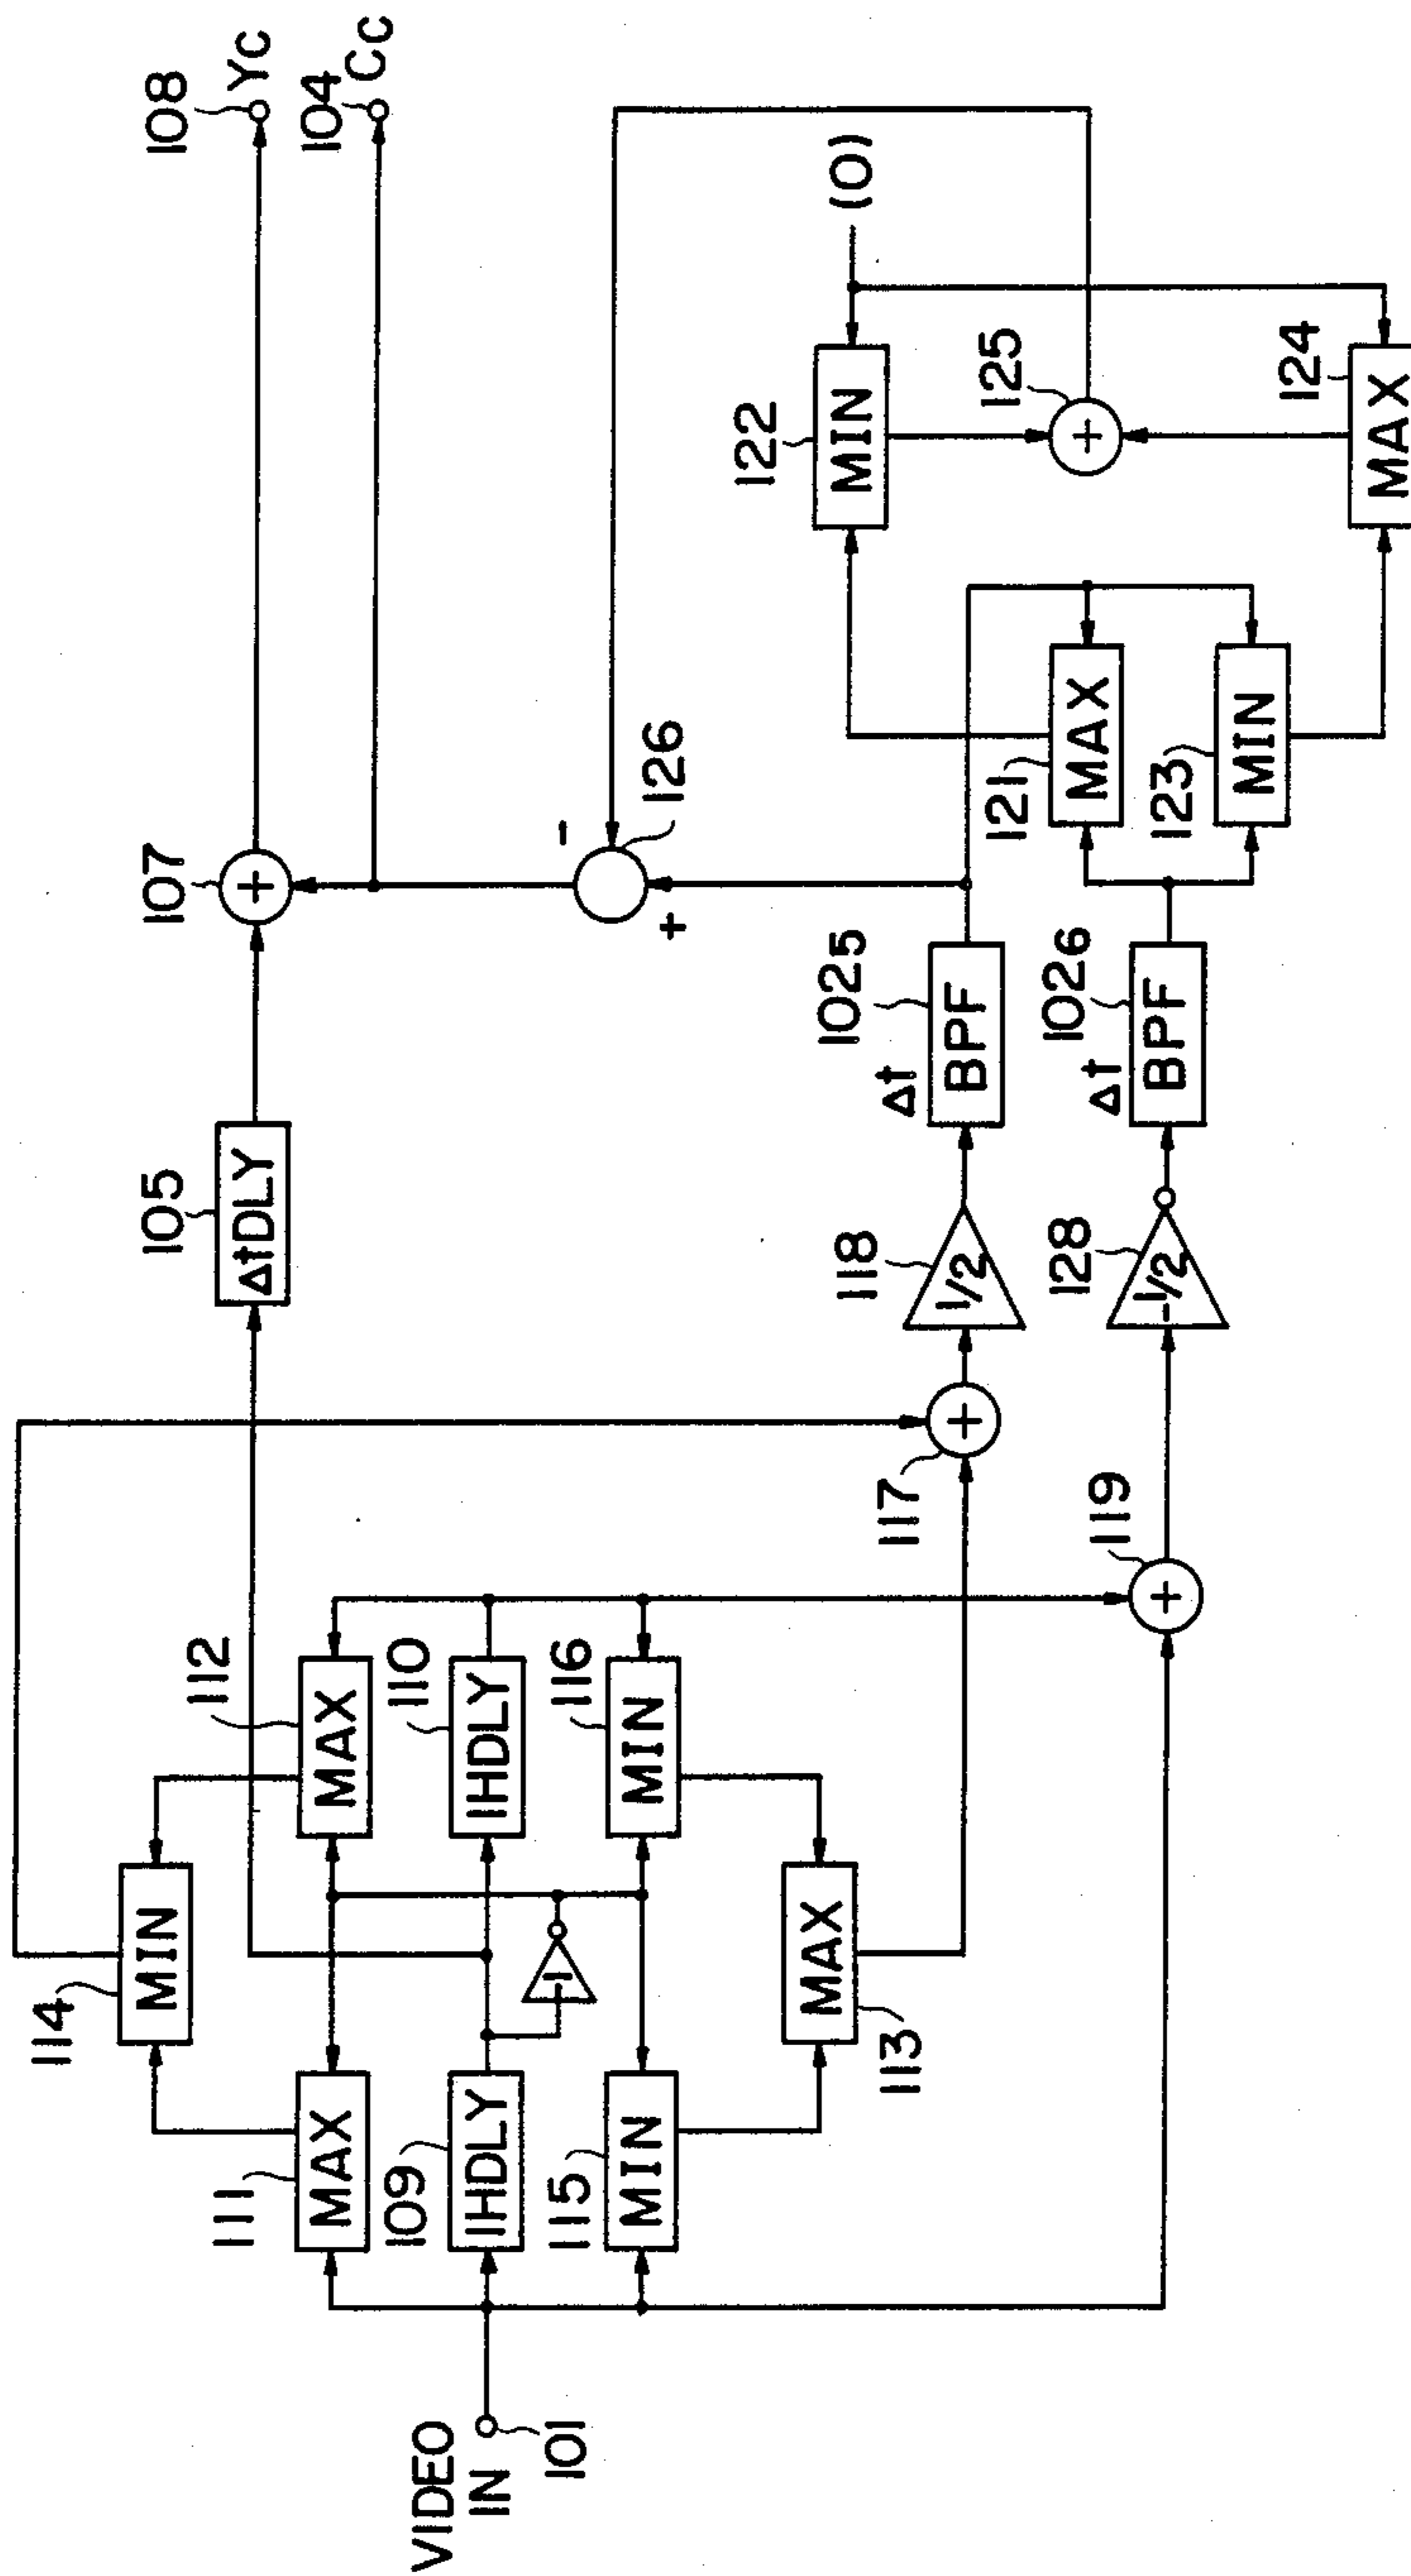 VIDEO
IN
101
111
MAX
109
1HDLY
115
MIN
114
MIN
113
MAX
112
MAX
110
1HDLY
116
MIN
-1
117
+
119
+
118
1/2
128
-1/2
105
ΔtDLY
Δt
102₅
BPF
Δt
102₆
BPF
107
+
126
-
+
121
MAX
123
MIN
122
MIN
125
+
124
MAX
(0)
108
Yc
104
Cc